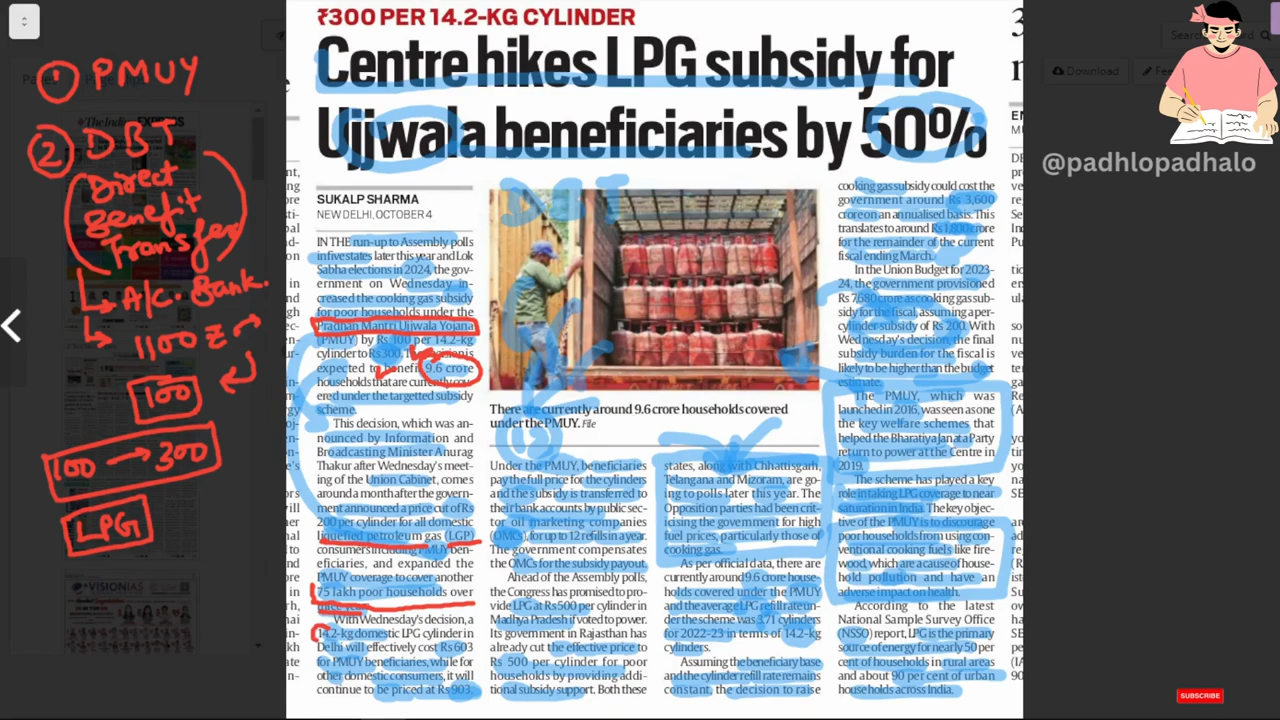 ₹300 PER 14.2-KG CYLINDER
Centre hikes LPG subsidy for
Ujjwala beneficiaries by 50%
SUKALP SHARMA
NEW DELHI, OCTOBER 4
IN THE run-up to Assembly polls
in five states later this year and Lok
Sabha elections in 2024, the gov-
ernment on Wednesday in-
creased the cooking gas subsidy
for poor households under the
Pradhan Mantri Ujjwala Yojana
(PMUY) by Rs 100 per 14.2-kg
cylinder to Rs 300. The decision is
expected to benefit 9.6 crore
households that are currently cov-
ered under the targetted subsidy
scheme.
This decision, which was an-
nounced by Information and
Broadcasting Minister Anurag
Thakur after Wednesday's meet-
ing of the Union Cabinet, comes
around a month after the govern-
ment announced a price cut of Rs
200 per cylinder for all domestic
liquefied petroleum gas (LGP)
consumers including PMUY ben-
eficiaries, and expanded the
PMUY coverage to cover another
75 lakh poor households over
three years.
With Wednesday's decision, a
14.2-kg domestic LPG cylinder in
Delhi will effectively cost Rs 603
for PMUY beneficiaries, while for
other domestic consumers, it will
continue to be priced at Rs 903.
There are currently around 9.6 crore households covered
under the PMUY. File
Under the PMUY, beneficiaries
pay the full price for the cylinders
and the subsidy is transferred to
their bank accounts by public sec-
tor oil marketing companies
(OMCs), for up to 12 refills in a year.
The government compensates
the OMCs for the subsidy payout.
Ahead of the Assembly polls,
the Congress has promised to pro-
vide LPG at Rs 500 per cylinder in
Madhya Pradesh if voted to power.
Its government in Rajasthan has
already cut the effective price to
Rs 500 per cylinder for poor
households by providing addi-
tional subsidy support. Both these
states, along with Chhattisgarh,
Telangana and Mizoram, are go-
ing to polls later this year. The
Opposition parties had been crit-
icising the government for high
fuel prices, particularly those of
cooking gas.
As per official data, there are
currently around 9.6 crore house-
holds covered under the PMUY
and the average LPG refill rate un-
der the scheme was 3.71 cylinders
for 2022-23 in terms of 14.2-kg
cylinders.
Assuming the beneficiary base
and the cylinder refill rate remains
constant, the decision to raise
cooking gas subsidy could cost the
government around Rs 3,600
crore on an annualised basis. This
translates to around Rs 1,800 crore
for the remainder of the current
fiscal ending March.
In the Union Budget for 2023-
24, the government provisioned
Rs 7,680 crore as cooking gas sub-
sidy for the fiscal, assuming a per-
cylinder subsidy of Rs 200. With
Wednesday's decision, the final
subsidy burden for the fiscal is
likely to be higher than the budget
estimate.
The PMUY, which was
launched in 2016, was seen as one
the key welfare schemes that
helped the Bharatiya Janata Party
return to power at the Centre in
2019.
The scheme has played a key
role in taking LPG coverage to near
saturation in India. The key objec-
tive of the PMUY is to discourage
poor households from using con-
ventional cooking fuels like fire-
wood, which are a cause of house-
hold pollution and have an
adverse impact on health.
According to the latest
National Sample Survey Office
(NSSO) report, LPG is the primary
source of energy for nearly 50 per
cent of households in rural areas
and about 90 per cent of urban
households across India.
① PMUY
② DBT
Direct
Benefit
Transfer
A/c. Bank.
1100 ₹
100
100 → 300
LPG
DBT
Download
@padhlopadhalo
SUBSCRIBE
VISIONIAS